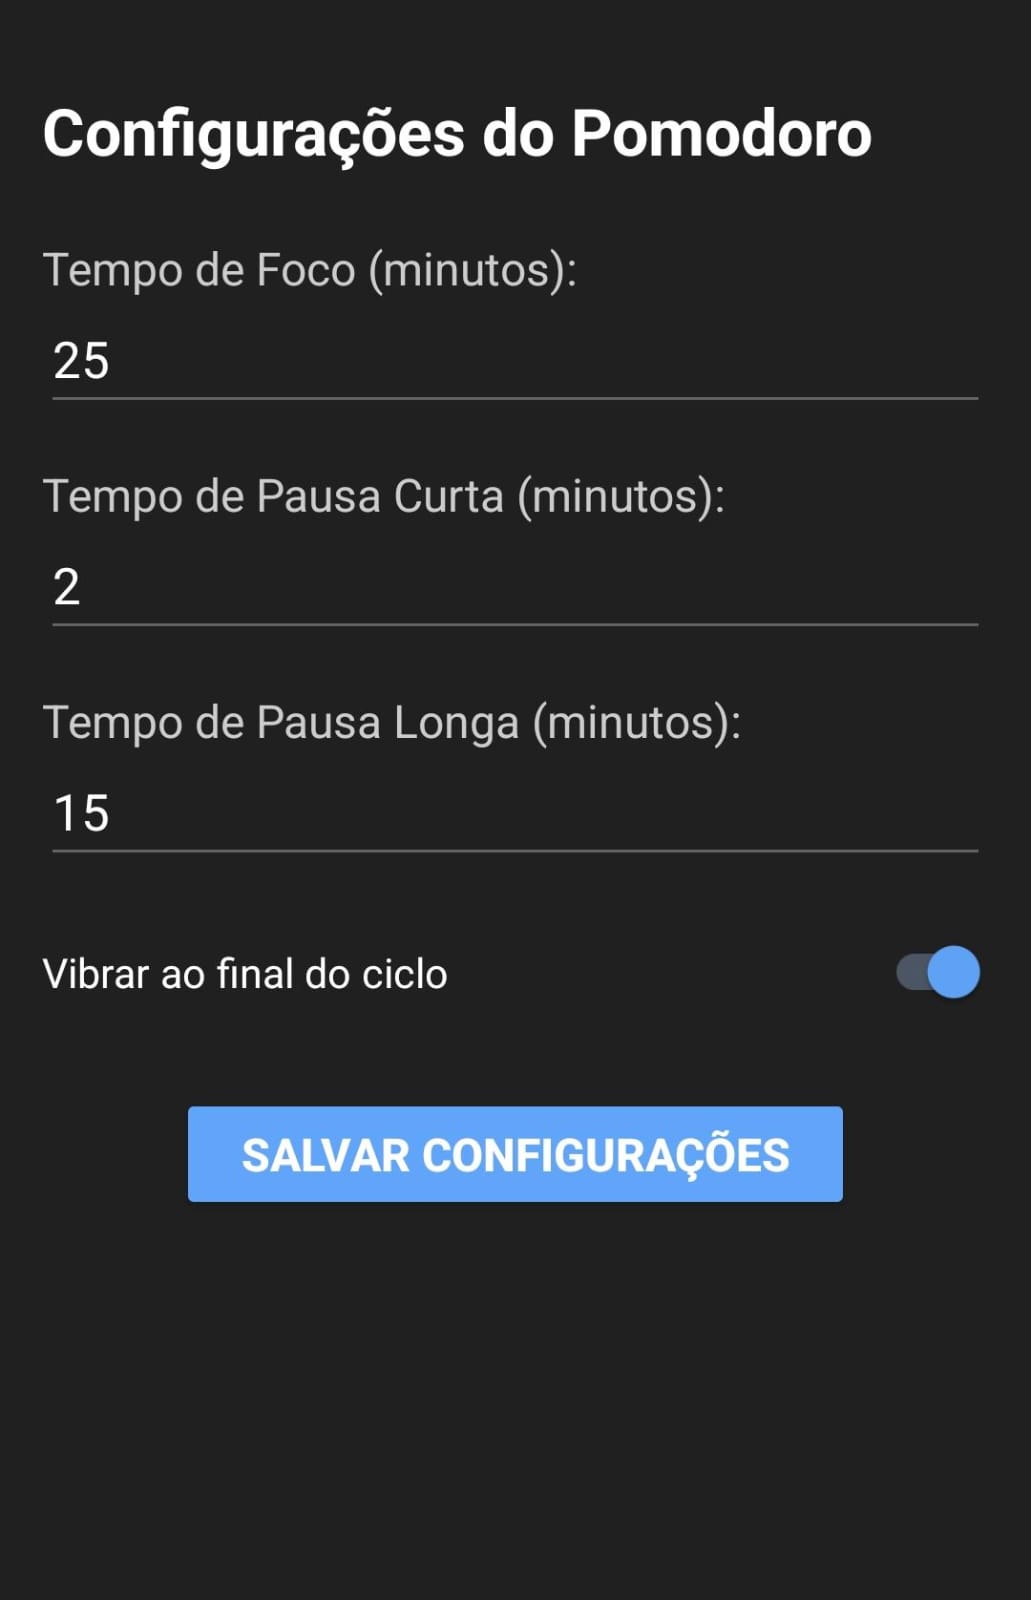 Configurações do Pomodoro
Tempo de Foco (minutos):
25
Tempo de Pausa Curta (minutos):
2
Tempo de Pausa Longa (minutos):
15
Vibrar ao final do ciclo
SALVAR CONFIGURAÇÕES